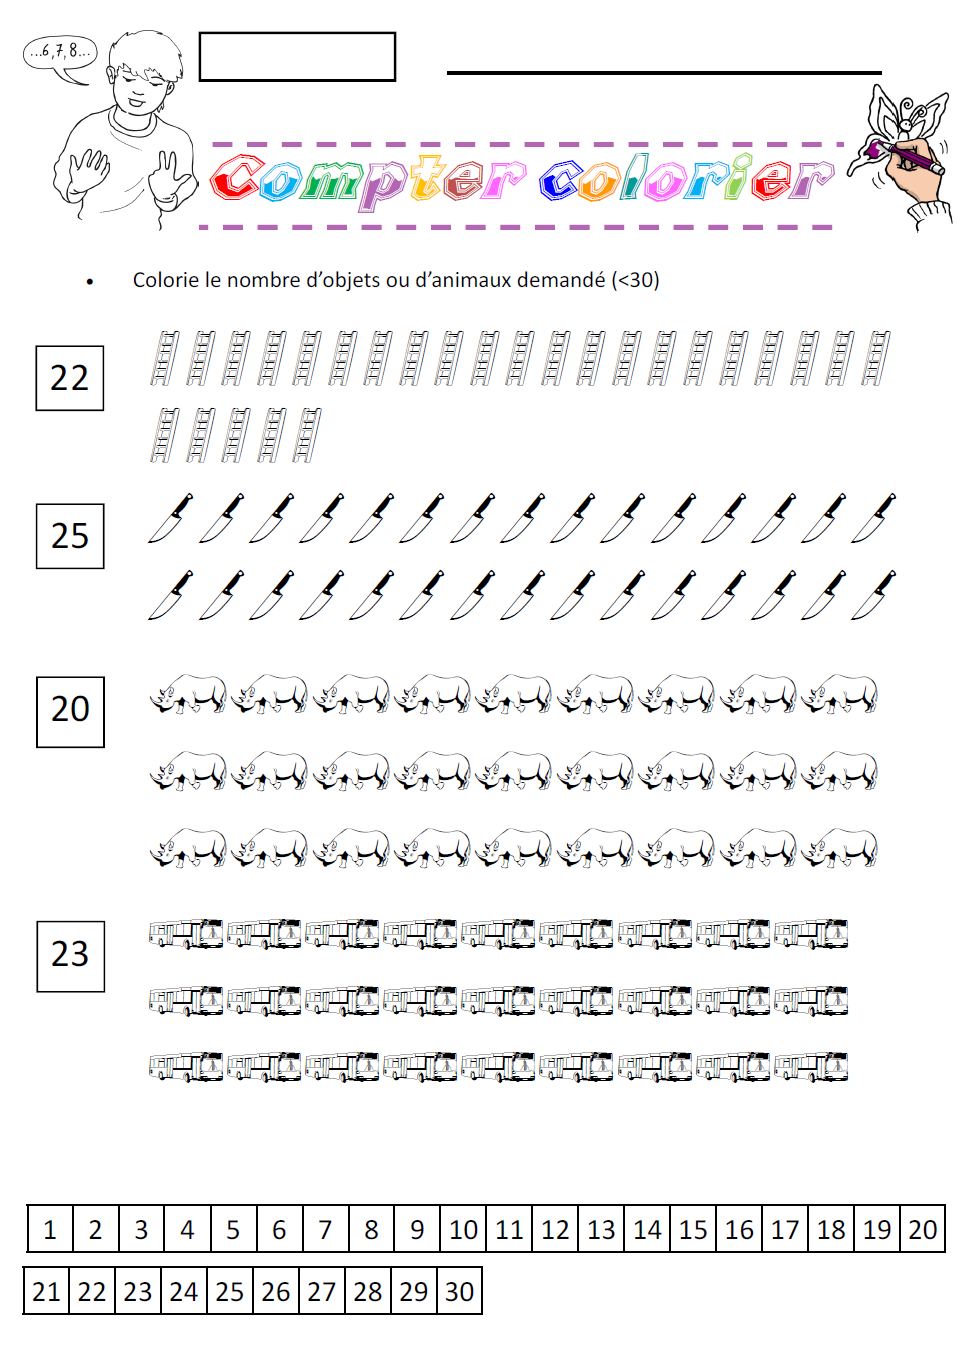 ...6,7,8...
Compter colorier
• Colorie le nombre d’objets ou d’animaux demandé (<30)
22
25
20
23
1 2 3 4 5 6 7 8 9 10 11 12 13 14 15 16 17 18 19 20
21 22 23 24 25 26 27 28 29 30